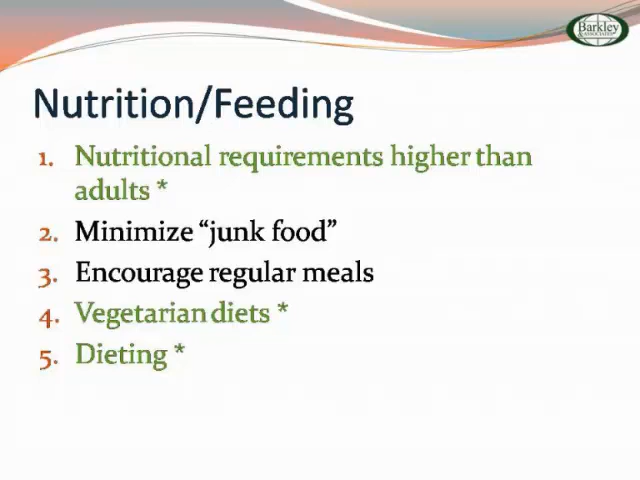 Barkley
& ASSOCIATES
Nutrition/Feeding
1. Nutritional requirements higher than
adults *
2. Minimize “junk food”
3. Encourage regular meals
4. Vegetarian diets *
5. Dieting *